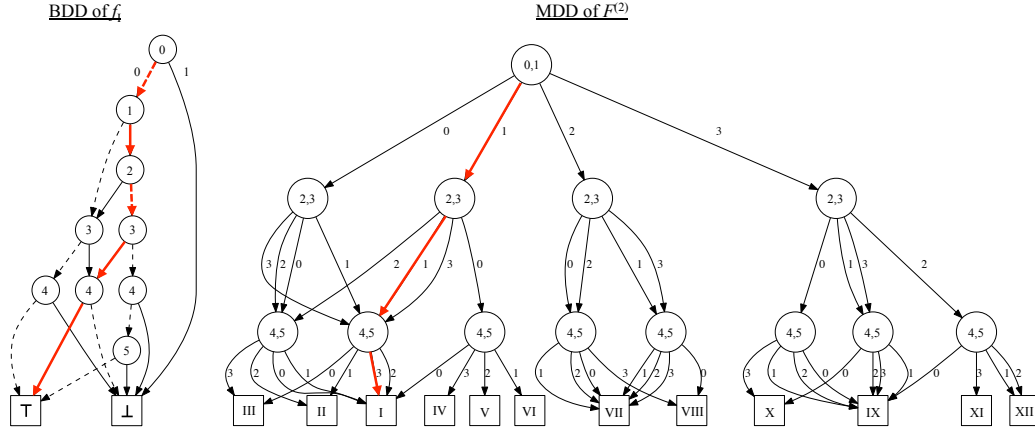 BDD of fᵢ
MDD of F⁽²⁾
0
0,1
0 1
1
0 1 2 3
2
2,3 2,3 2,3 2,3
3 3
3 2 0 1 2 1 3 0 0 2 1 3 0 1 3 2
4 4 4
4,5 4,5 4,5 4,5 4,5 4,5 4,5 4,5
5
3 2 0 1 1 0 3 2 0 3 2 1 1 2 0 3 1 2 3 0 3 1 2 0 0 2 3 1 0 3 1 2
⊤ ⊥ III II I IV V VI VII VIII X IX XI XII